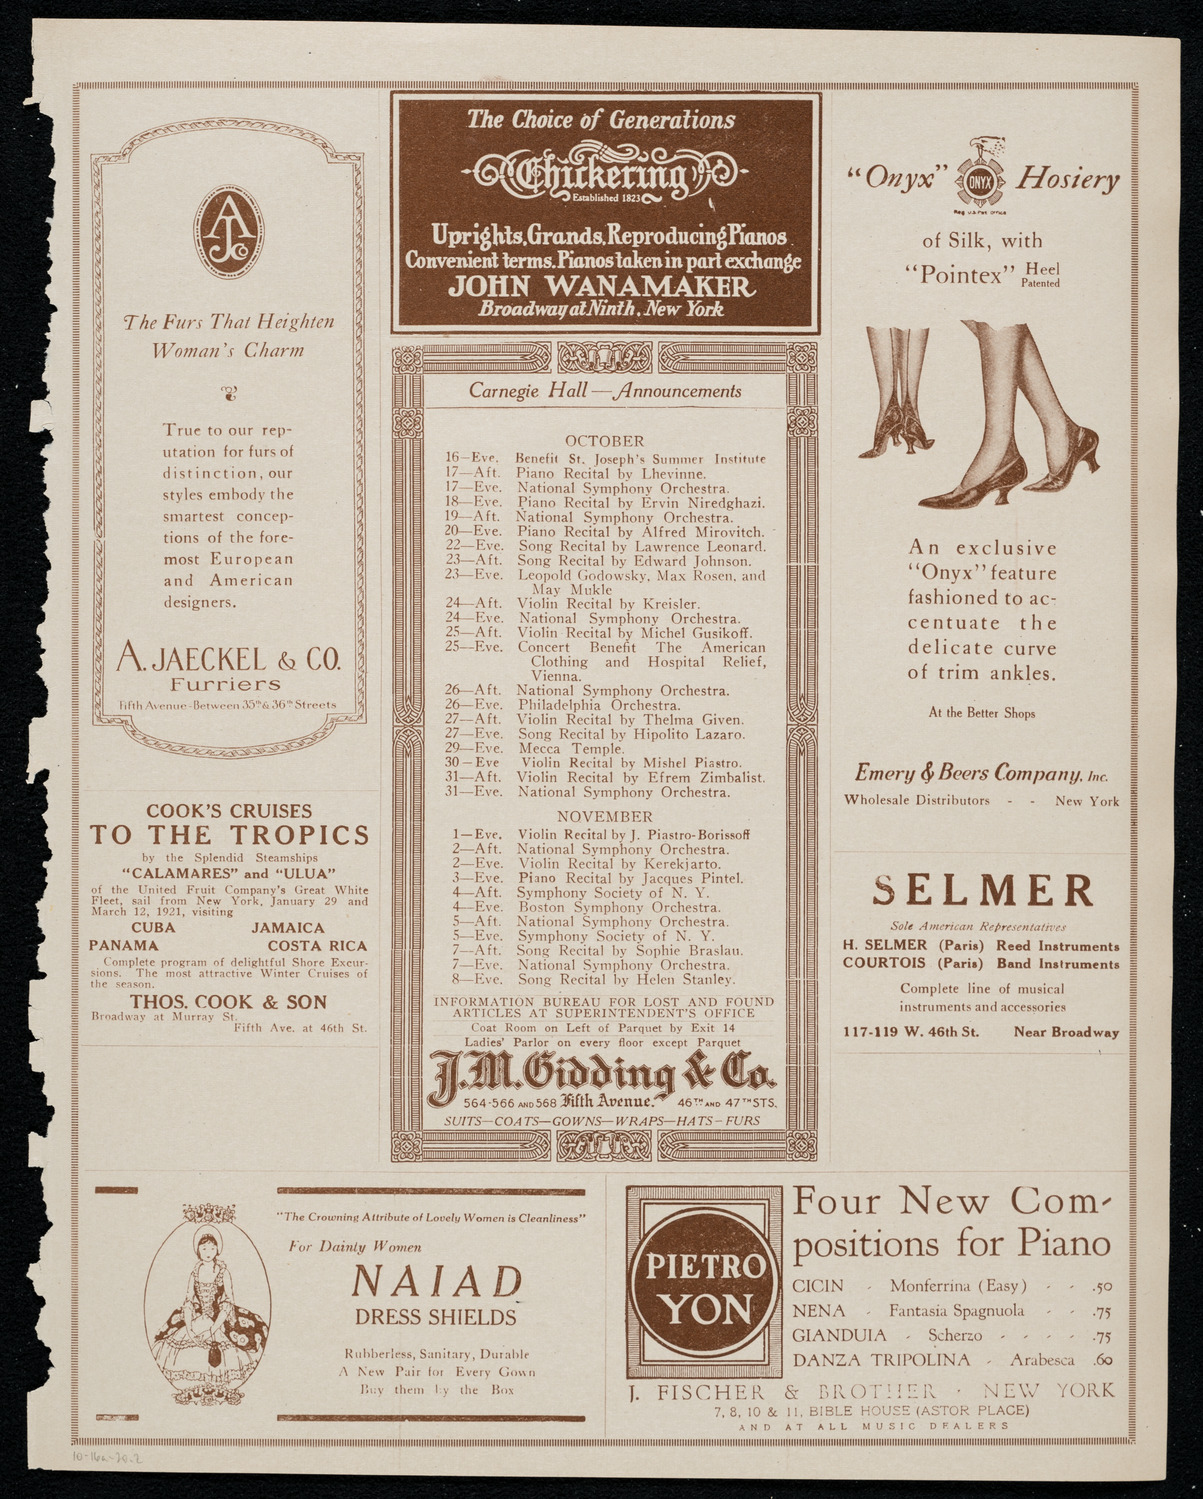 The Choice of Generations
Chickering
Established 1823
Uprights, Grands, Reproducing Pianos
Convenient terms. Pianos taken in part exchange
JOHN WANAMAKER
Broadway at Ninth, New York
AJCo
The Furs That Heighten
Woman's Charm
True to our rep-
utation for furs of
distinction, our
styles embody the
smartest concep-
tions of the fore-
most European
and American
designers.
A. JAECKEL & CO.
Furriers
Fifth Avenue-Between 35th & 36th Streets
COOK'S CRUISES
TO THE TROPICS
by the Splendid Steamships
"CALAMARES" and "ULUA"
of the United Fruit Company's Great White
Fleet, sail from New York, January 29 and
March 12, 1921, visiting
CUBA JAMAICA
PANAMA COSTA RICA
Complete program of delightful Shore Excur-
sions. The most attractive Winter Cruises of
the season.
THOS. COOK & SON
Broadway at Murray St.
Fifth Ave. at 46th St.
Carnegie Hall — Announcements
OCTOBER
16—Eve. Benefit St. Joseph's Summer Institute
17—Aft. Piano Recital by Lhevinne.
17—Eve. National Symphony Orchestra.
18—Eve. Piano Recital by Ervin Niredghazi.
19—Aft. National Symphony Orchestra.
20—Eve. Piano Recital by Alfred Mirovitch.
22—Eve. Song Recital by Lawrence Leonard.
23—Aft. Song Recital by Edward Johnson.
23—Eve. Leopold Godowsky, Max Rosen, and
May Mukle
24—Aft. Violin Recital by Kreisler.
24—Eve. National Symphony Orchestra.
25—Aft. Violin Recital by Michel Gusikoff.
25—Eve. Concert Benefit The American
Clothing and Hospital Relief,
Vienna.
26—Aft. National Symphony Orchestra.
26—Eve. Philadelphia Orchestra.
27—Aft. Violin Recital by Thelma Given.
27—Eve. Song Recital by Hipolito Lazaro.
29—Eve. Mecca Temple.
30—Eve Violin Recital by Mishel Piastro.
31—Aft. Violin Recital by Efrem Zimbalist.
31—Eve. National Symphony Orchestra.
NOVEMBER
1—Eve. Violin Recital by J. Piastro-Borissoff
2—Aft. National Symphony Orchestra.
2—Eve. Violin Recital by Kerekjarto.
3—Eve. Piano Recital by Jacques Pintel.
4—Aft. Symphony Society of N. Y.
4—Eve. Boston Symphony Orchestra.
5—Aft. National Symphony Orchestra.
5—Eve. Symphony Society of N. Y.
7—Aft. Song Recital by Sophie Braslau.
7—Eve. National Symphony Orchestra.
8—Eve. Song Recital by Helen Stanley.
INFORMATION BUREAU FOR LOST AND FOUND
ARTICLES AT SUPERINTENDENT'S OFFICE
Coat Room on Left of Parquet by Exit 14
Ladies' Parlor on every floor except Parquet
J. M. Gidding & Co.
564-566 AND 568 Fifth Avenue. 46TH AND 47TH STS.
SUITS—COATS—GOWNS—WRAPS—HATS—FURS
"Onyx" ONYX Hosiery
Reg U.S. Pat Office
of Silk, with
"Pointex" Heel
Patented
An exclusive
"Onyx" feature
fashioned to ac-
centuate the
delicate curve
of trim ankles.
At the Better Shops
Emery & Beers Company, Inc.
Wholesale Distributors - - New York
SELMER
Sole American Representatives
H. SELMER (Paris) Reed Instruments
COURTOIS (Paris) Band Instruments
Complete line of musical
instruments and accessories
117-119 W. 46th St. Near Broadway
"The Crowning Attribute of Lovely Women is Cleanliness"
For Dainty Women
NAIAD
DRESS SHIELDS
Rubberless, Sanitary, Durable
A New Pair for Every Gown
Buy them by the Box
PIETRO
YON
Four New Com-
positions for Piano
CICIN - Monferrina (Easy) - - .50
NENA - Fantasia Spagnuola - - .75
GIANDUIA - Scherzo - - - - .75
DANZA TRIPOLINA - Arabesca .60
J. FISCHER & BROTHER · NEW YORK
7, 8, 10 & 11, BIBLE HOUSE (ASTOR PLACE)
AND AT ALL MUSIC DEALERS
10-16e-20.2